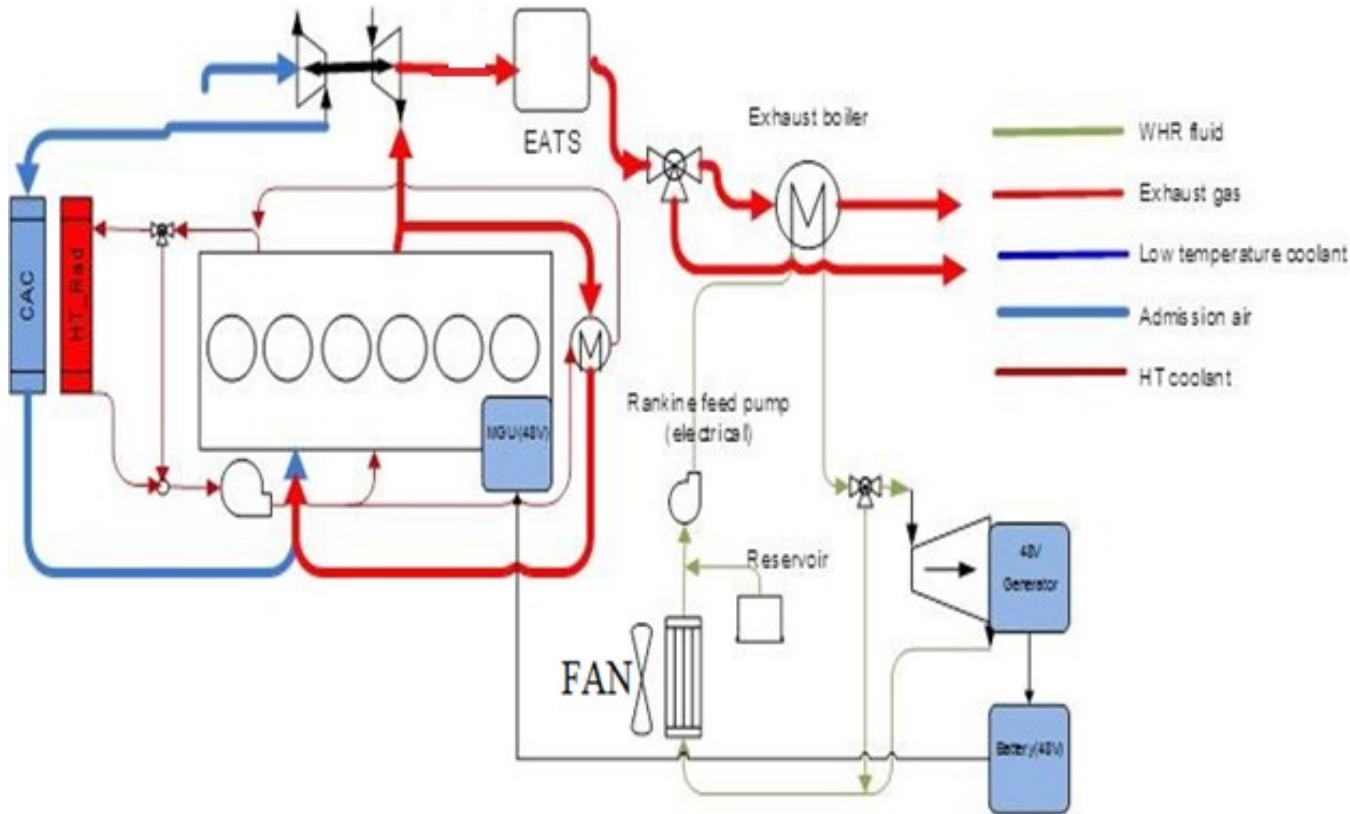 EATS
Exhaust boiler
WHR fluid
Exhaust gas
Low temperature coolant
Admission air
HT coolant
CAC
HT_Rad
MGU(48V)
Rankine feed pump
(electrical)
Reservoir
48V
Generator
FAN
Battery(48V)